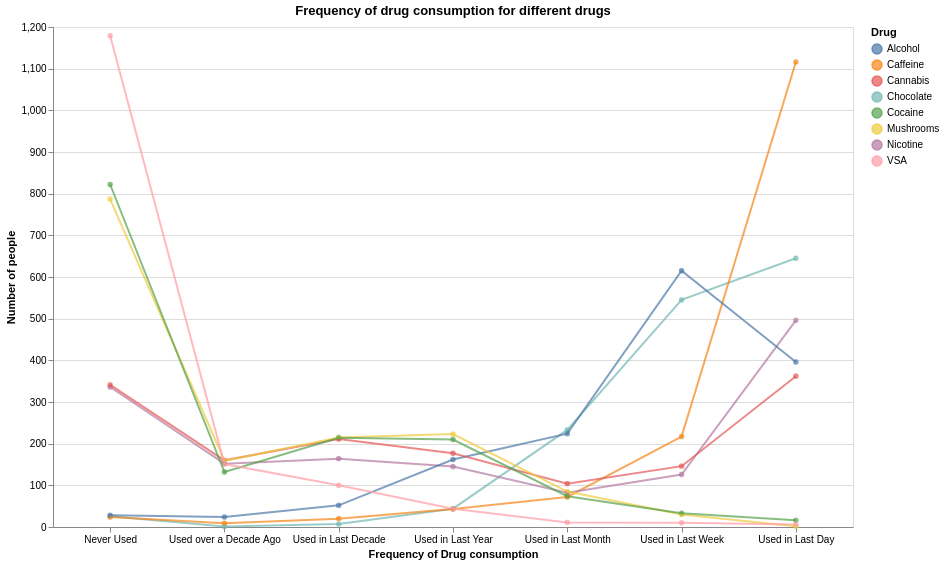 Frequency of drug consumption for different drugs
1,200
1,100
1,000
900
800
700
600
500
400
300
200
100
0
Number of people
Never Used
Used over a Decade Ago
Used in Last Decade
Used in Last Year
Used in Last Month
Used in Last Week
Used in Last Day
Frequency of Drug consumption
Drug
Alcohol
Caffeine
Cannabis
Chocolate
Cocaine
Mushrooms
Nicotine
VSA